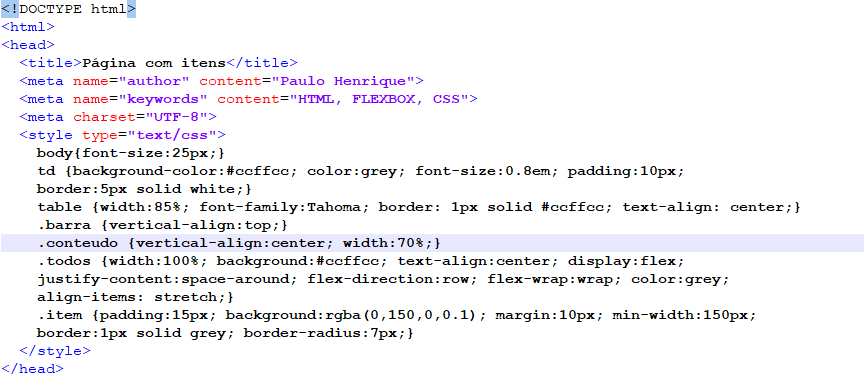 <!DOCTYPE html>
<html>
<head>
<title>Página com itens</title>
<meta name="author" content="Paulo Henrique">
<meta name="keywords" content="HTML, FLEXBOX, CSS">
<meta charset="UTF-8">
<style type="text/css">
body{font-size:25px;}
td {background-color:#ccffcc; color:grey; font-size:0.8em; padding:10px;
border:5px solid white;}
table {width:85%; font-family:Tahoma; border: 1px solid #ccffcc; text-align: center;}
.barra {vertical-align:top;}
.conteudo {vertical-align:center; width:70%;}
.todos {width:100%; background:#ccffcc; text-align:center; display:flex;
justify-content:space-around; flex-direction:row; flex-wrap:wrap; color:grey;
align-items: stretch;}
.item {padding:15px; background:rgba(0,150,0,0.1); margin:10px; min-width:150px;
border:1px solid grey; border-radius:7px;}
</style>
</head>